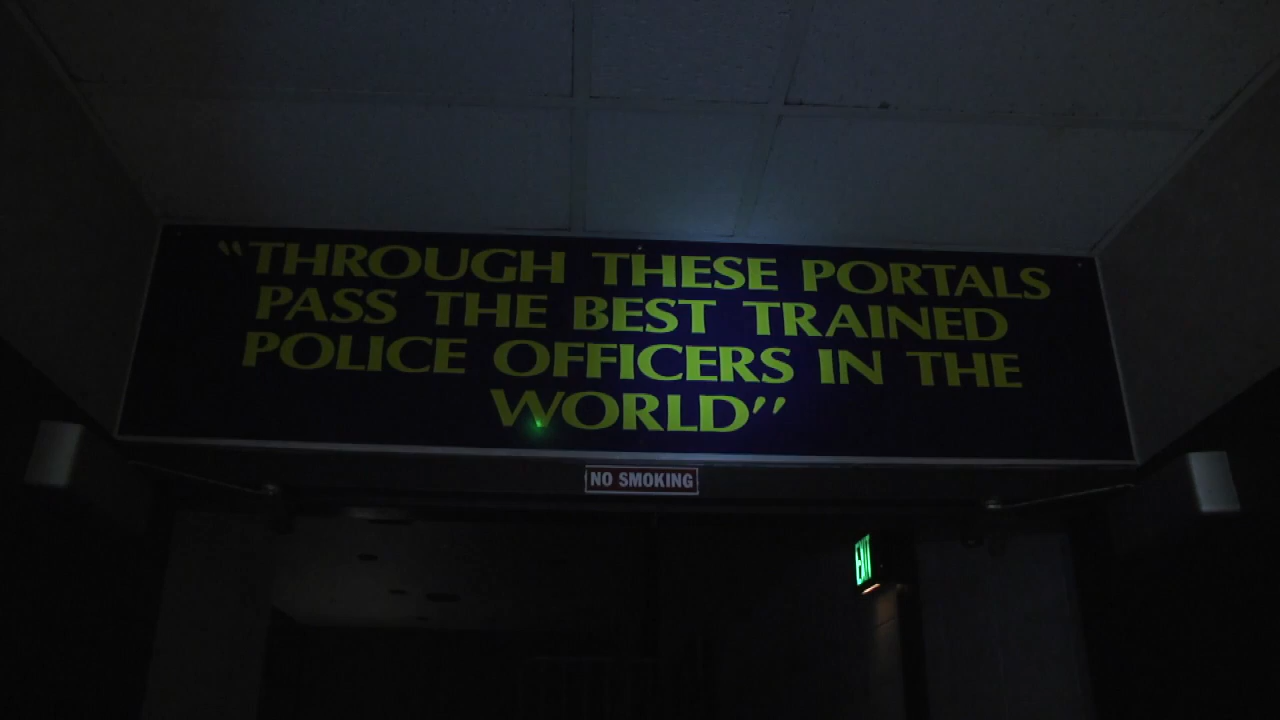 “THROUGH THESE PORTALS
PASS THE BEST TRAINED
POLICE OFFICERS IN THE
WORLD”
NO SMOKING
EXIT